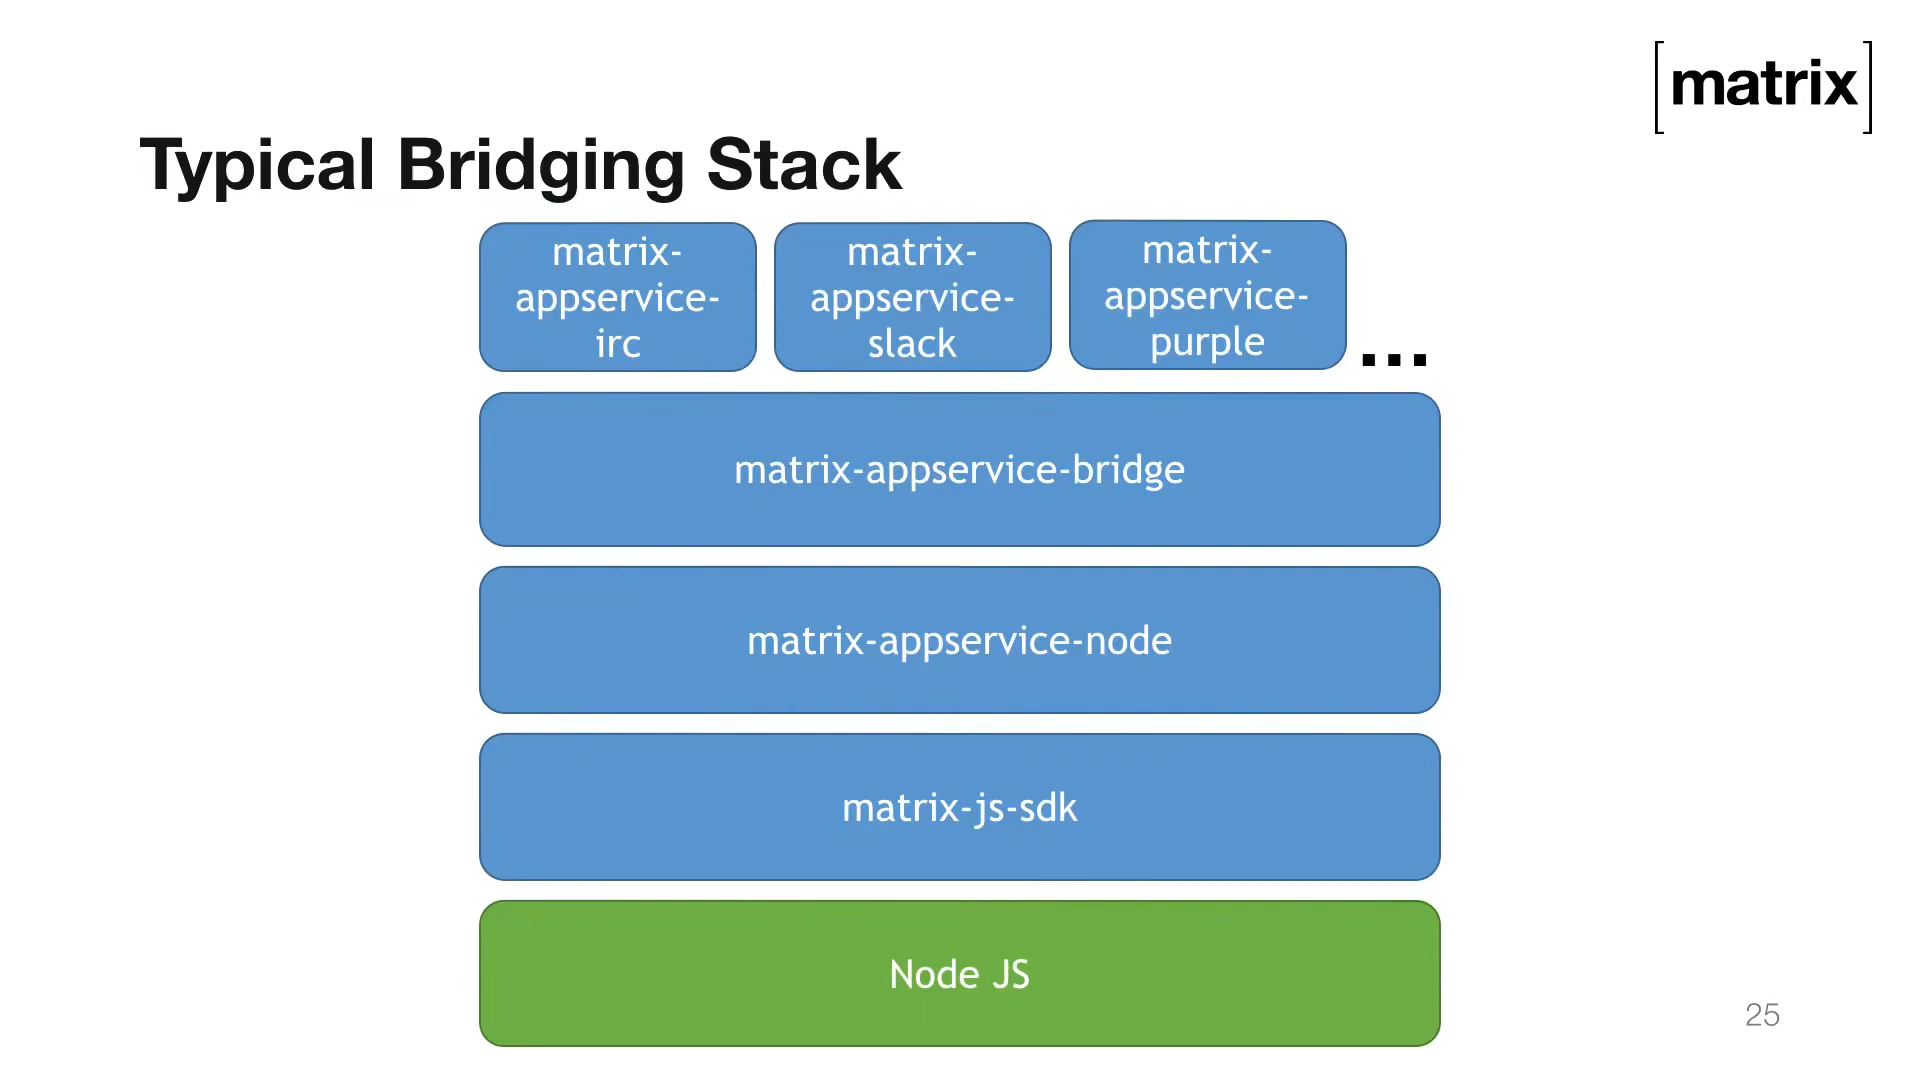 [matrix]
Typical Bridging Stack
matrix-
appservice-
irc
matrix-
appservice-
slack
matrix-
appservice-
purple
...
matrix-appservice-bridge
matrix-appservice-node
matrix-js-sdk
Node JS
25